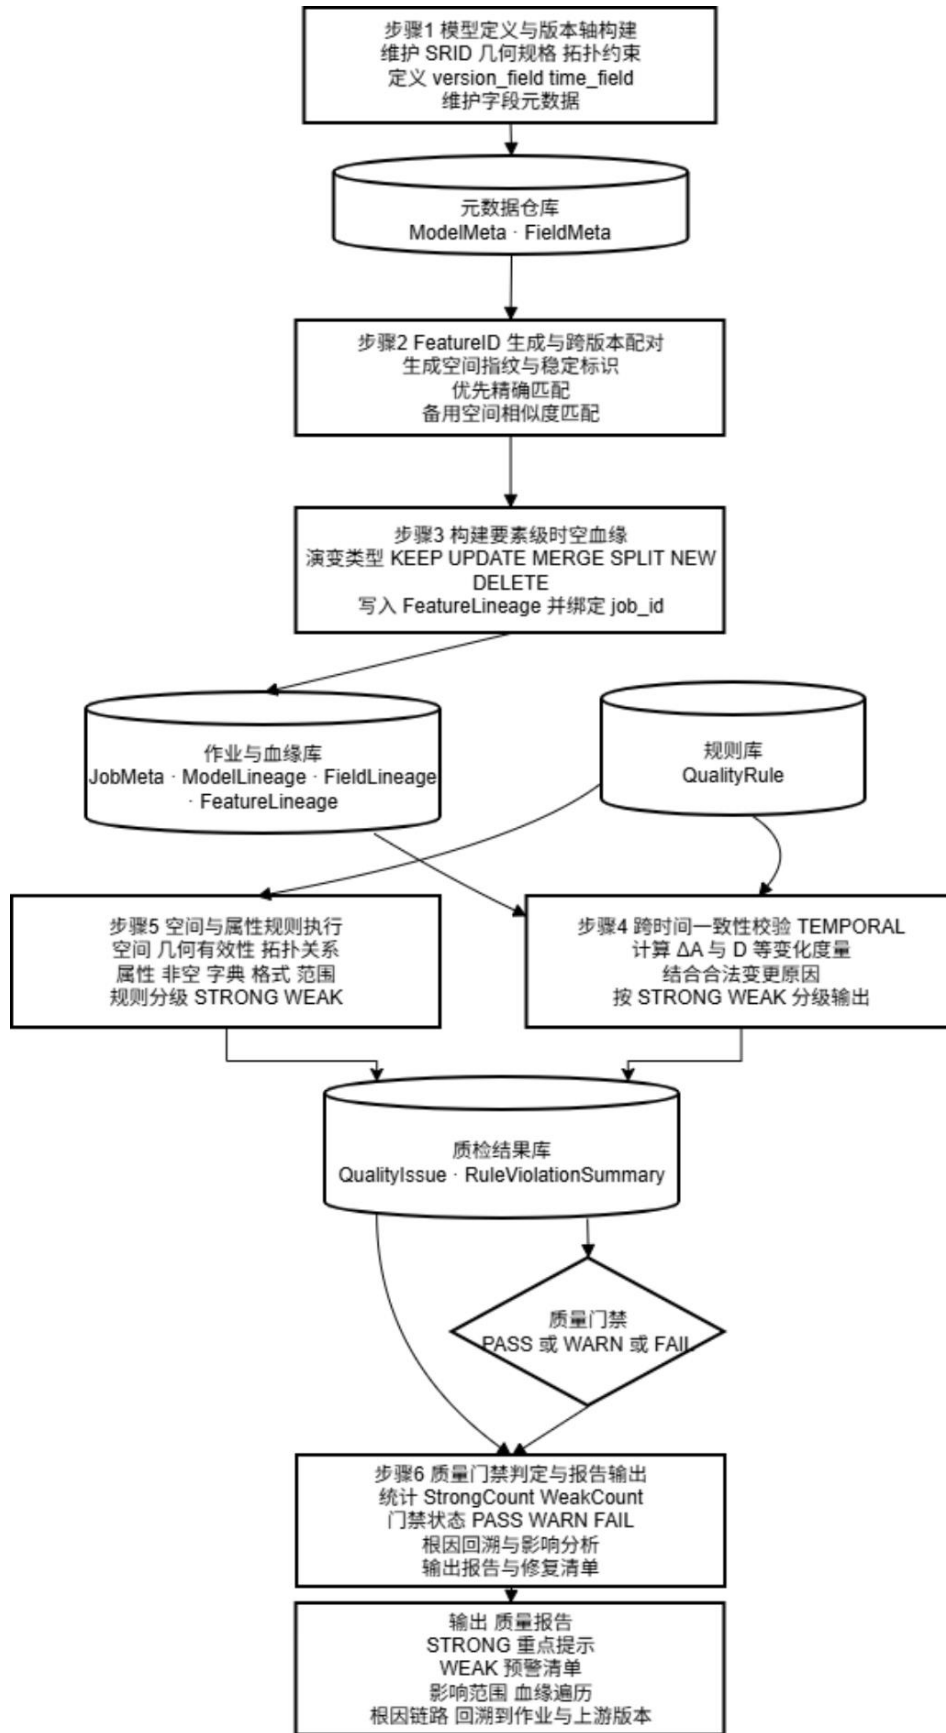 步骤1 模型定义与版本轴构建
维护 SRID 几何规格 拓扑约束
定义 version_field time_field
维护字段元数据
元数据仓库
ModelMeta · FieldMeta
步骤2 FeatureID 生成与跨版本配对
生成空间指纹与稳定标识
优先精确匹配
备用空间相似度匹配
步骤3 构建要素级时空血缘
演变类型 KEEP UPDATE MERGE SPLIT NEW
DELETE
写入 FeatureLineage 并绑定 job_id
作业与血缘库
JobMeta · ModelLineage · FieldLineage
· FeatureLineage
规则库
QualityRule
步骤5 空间与属性规则执行
空间 几何有效性 拓扑关系
属性 非空 字典 格式 范围
规则分级 STRONG WEAK
步骤4 跨时间一致性校验 TEMPORAL
计算 ΔA 与 D 等变化度量
结合合法变更原因
按 STRONG WEAK 分级输出
质检结果库
QualityIssue · RuleViolationSummary
质量门禁
PASS 或 WARN 或 FAIL
步骤6 质量门禁判定与报告输出
统计 StrongCount WeakCount
门禁状态 PASS WARN FAIL
根因回溯与影响分析
输出报告与修复清单
输出 质量报告
STRONG 重点提示
WEAK 预警清单
影响范围 血缘遍历
根因链路 回溯到作业与上游版本